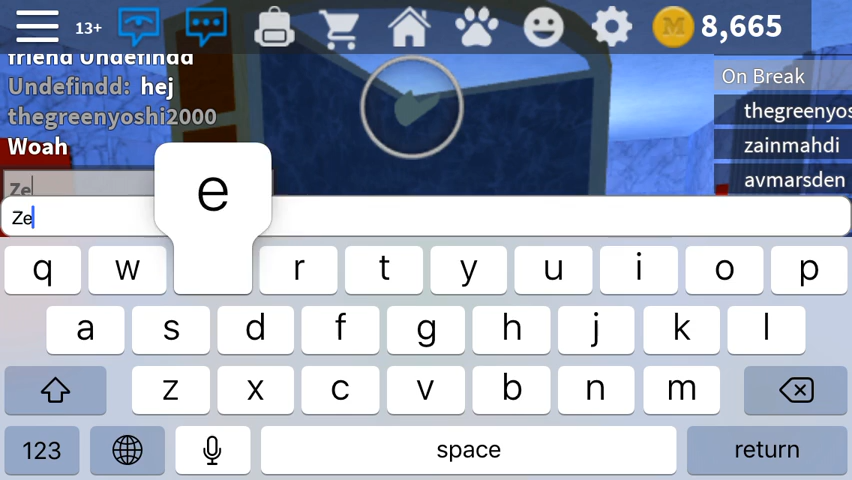 13+
8,665
friend Undefindd
Undefindd: hej
thegreenyoshi2000
Woah
On Break
thegreenyos
zainmahdi
avmarsden
Ze
Ze
e
q w r t y u i o p
a s d f g h j k l
z x c v b n m
123 space return